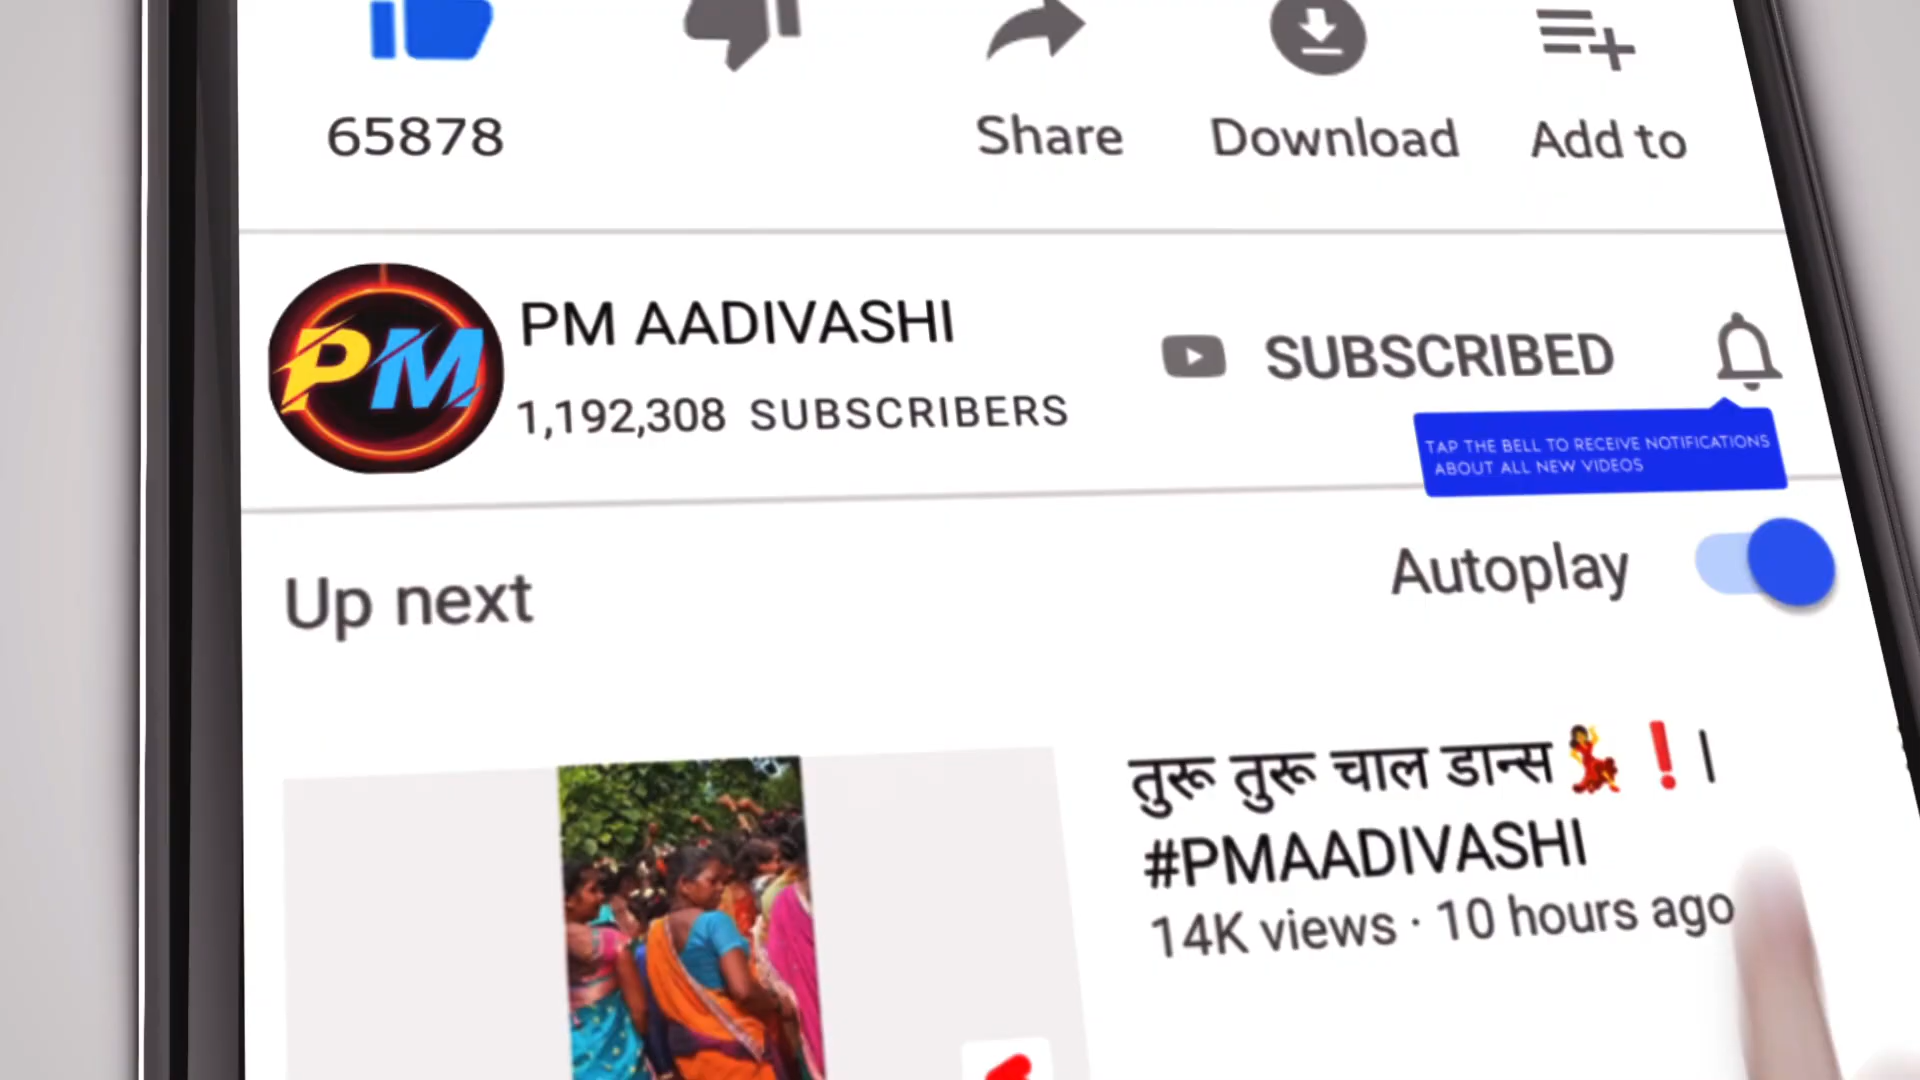 65878
Share
Download
Add to
PM
PM AADIVASHI
1,192,308 SUBSCRIBERS
SUBSCRIBED
TAP THE BELL TO RECEIVE NOTIFICATIONS
ABOUT ALL NEW VIDEOS
Up next
Autoplay
तुरू तुरू चाल डान्स💃❗|
#PMAADIVASHI
14K views · 10 hours ago